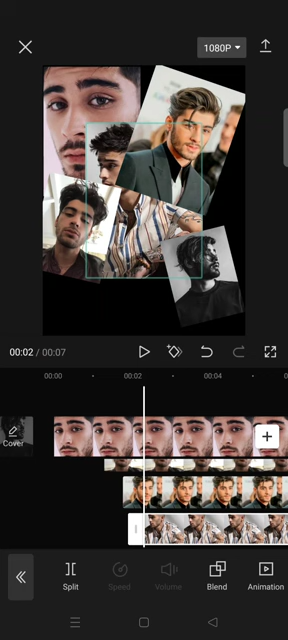 1080P
00:02 / 00:07
00:00
00:02
00:04
Cover
Split
Speed
Volume
Blend
Animation